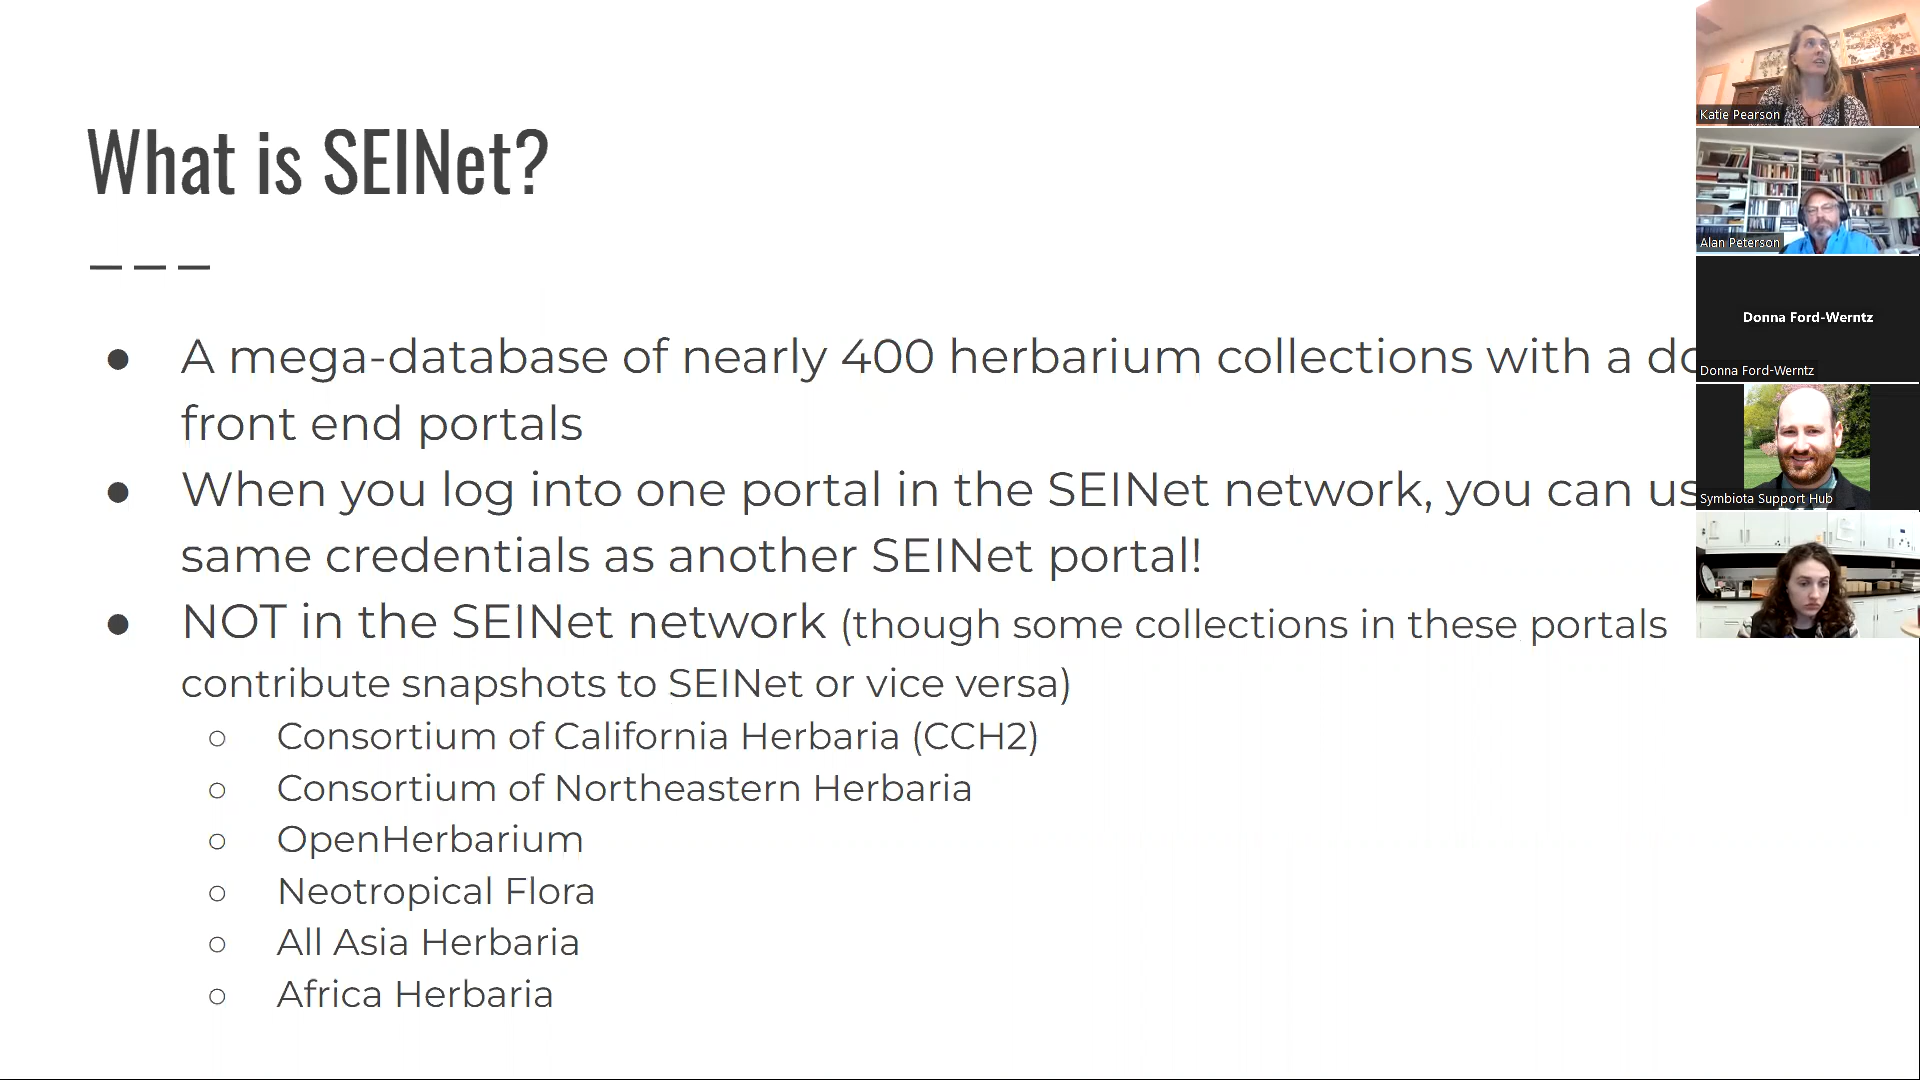 What is SEINet?
● A mega-database of nearly 400 herbarium collections with a
front end portals
● When you log into one portal in the SEINet network, you can
same credentials as another SEINet portal!
● NOT in the SEINet network (though some collections in these portals
contribute snapshots to SEINet or vice versa)
○ Consortium of California Herbaria (CCH2)
○ Consortium of Northeastern Herbaria
○ OpenHerbarium
○ Neotropical Flora
○ All Asia Herbaria
○ Africa Herbaria
Katie Pearson
Alan Peterson
Donna Ford-Werntz
Donna Ford-Werntz
Symbiota Support Hub